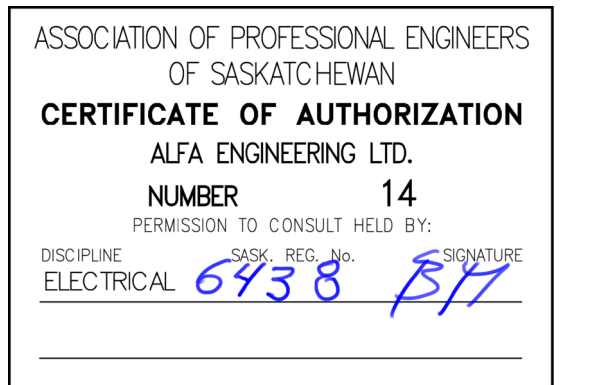 ASSOCIATION OF PROFESSIONAL ENGINEERS
OF SASKATCHEWAN
CERTIFICATE OF AUTHORIZATION
ALFA ENGINEERING LTD.
NUMBER 14
PERMISSION TO CONSULT HELD BY:
DISCIPLINE SASK. REG. No. SIGNATURE
ELECTRICAL 6438